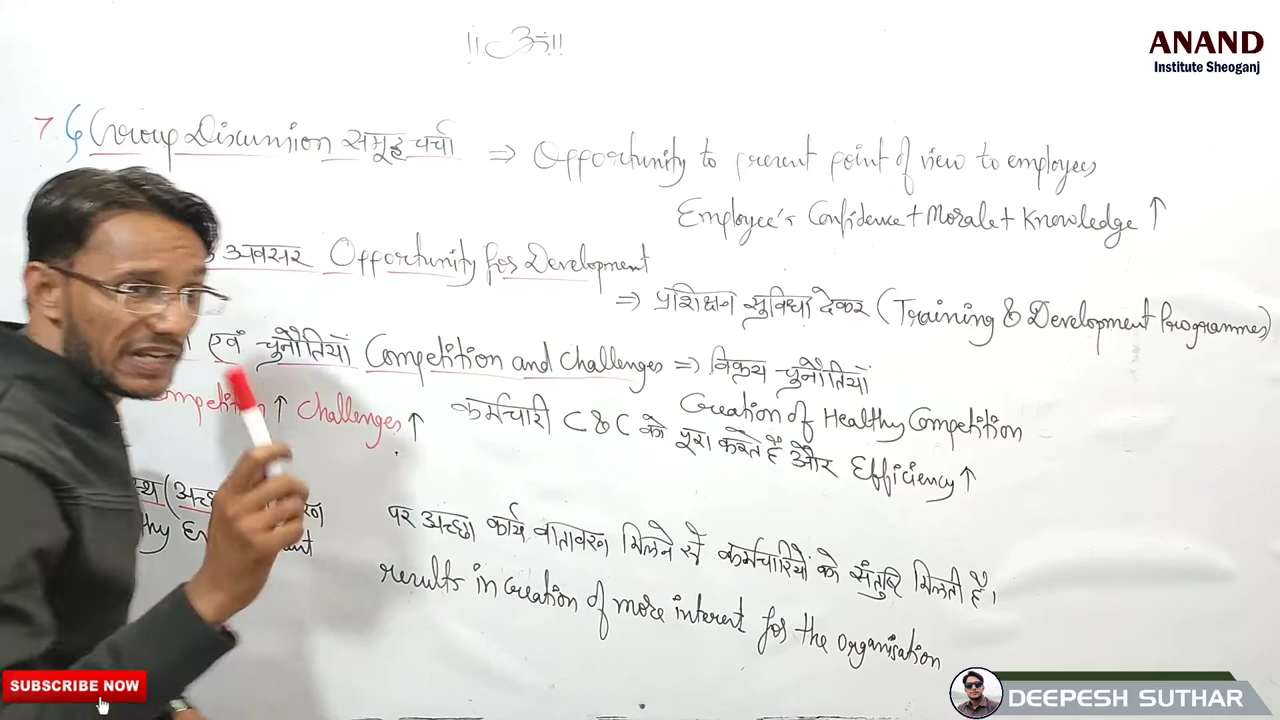 !! ॐ !!
ANAND
Institute Sheoganj
7 Group Discussion समूह चर्चा ⇒ Opportunity to present point of view to employees
Employee's Confidence + Morale + Knowledge ↑
अवसर Opportunity for Development
⇒ प्रशिक्षण सुविधा देकर (Training & Development Programmes)
एवं चुनौतियाँ Competition and Challenges ⇒ विक्रय चुनौतियाँ
Creation of Healthy Competition
Competition ↑ Challenges ↑ कर्मचारी C & C को पूरा करते हैं और Efficiency ↑
पर अच्छा कार्य वातावरन मिलने से कर्मचारियों को संतुष्टि मिलती है।
results in creation of more interest for the organisation
SUBSCRIBE NOW
DEEPESH SUTHAR